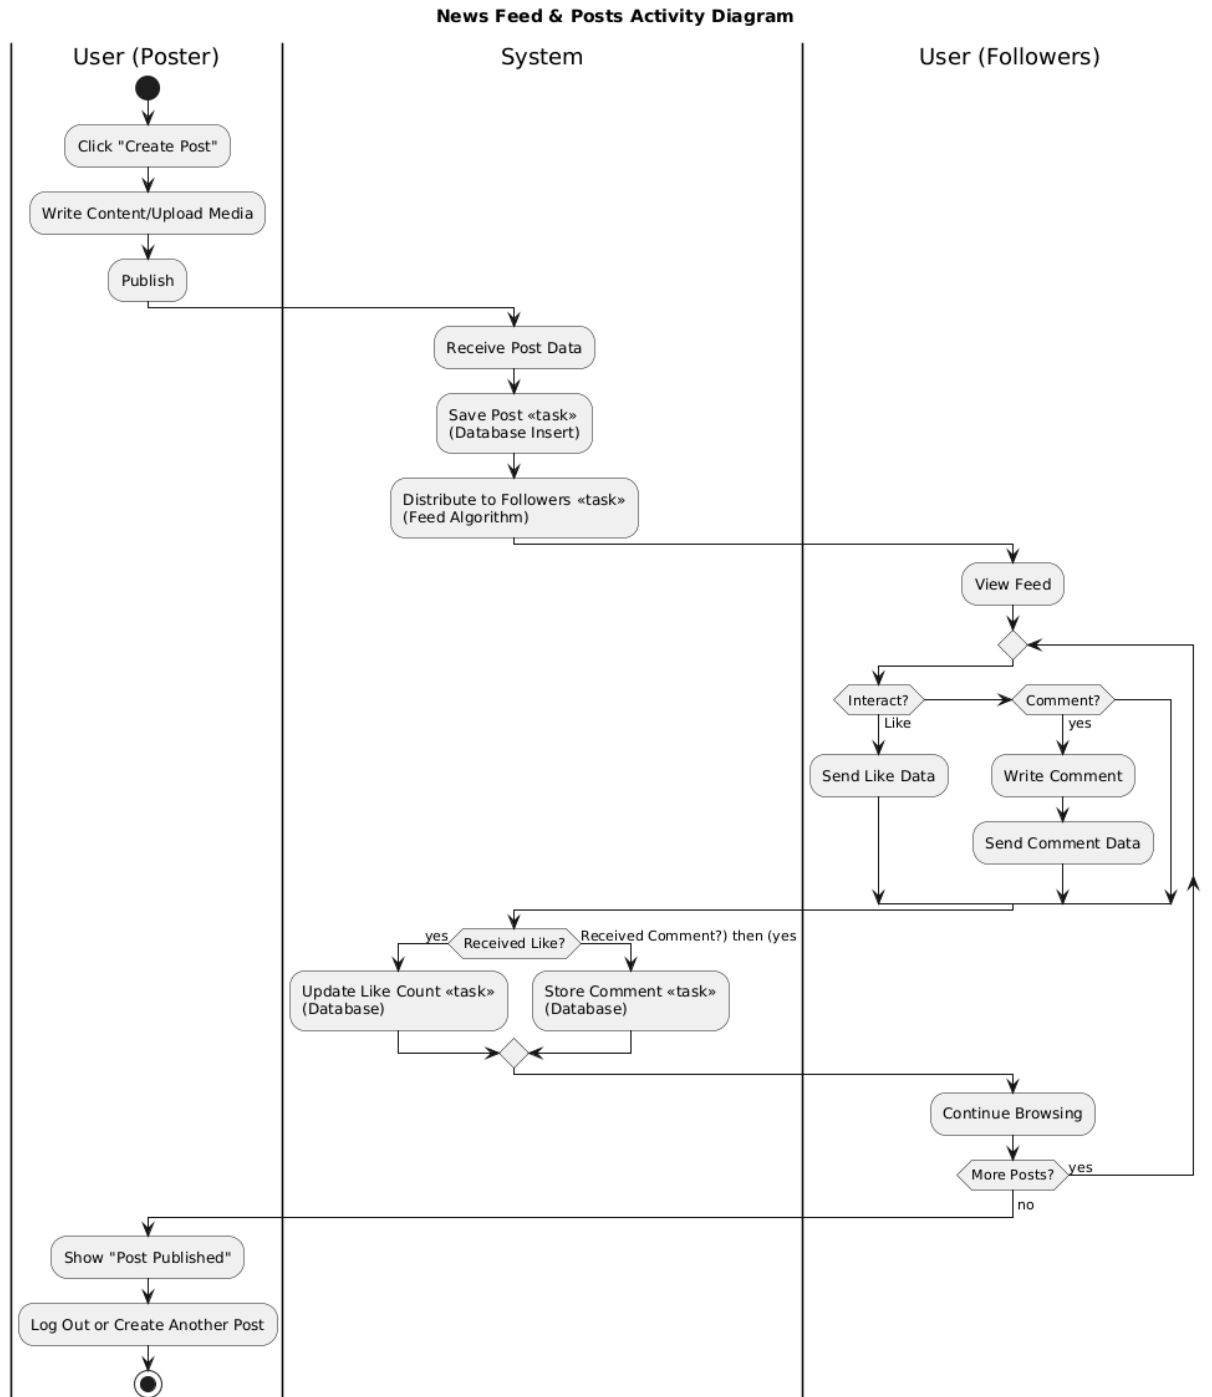 News Feed & Posts Activity Diagram
User (Poster)
System
User (Followers)
Click "Create Post"
Write Content/Upload Media
Publish
Receive Post Data
Save Post «task»
(Database Insert)
Distribute to Followers «task»
(Feed Algorithm)
View Feed
Interact?
Comment?
Like
yes
Send Like Data
Write Comment
Send Comment Data
yes
Received Like?
Received Comment?) then (yes
Update Like Count «task»
(Database)
Store Comment «task»
(Database)
Continue Browsing
More Posts?
yes
no
Show "Post Published"
Log Out or Create Another Post